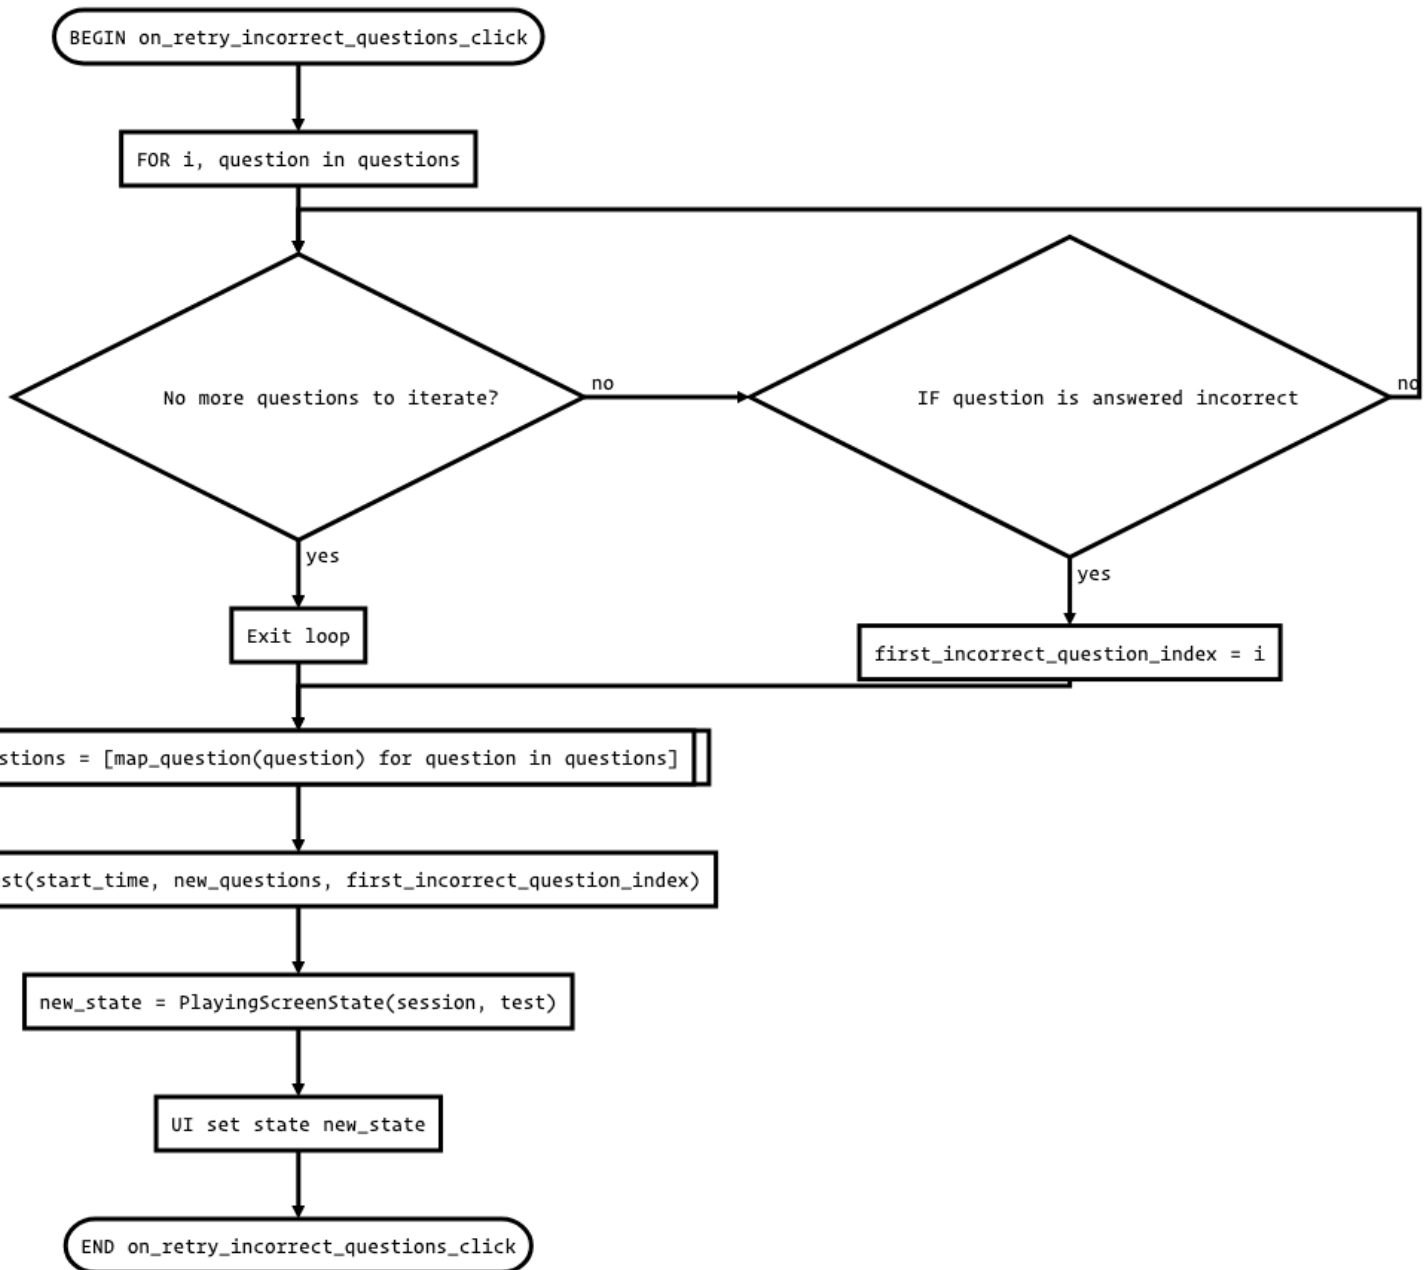 BEGIN on_retry_incorrect_questions_click
FOR i, question in questions
No more questions to iterate?
no
IF question is answered incorrect
no
yes
yes
Exit loop
first_incorrect_question_index = i
stions = [map_question(question) for question in questions]
st(start_time, new_questions, first_incorrect_question_index)
new_state = PlayingScreenState(session, test)
UI set state new_state
END on_retry_incorrect_questions_click